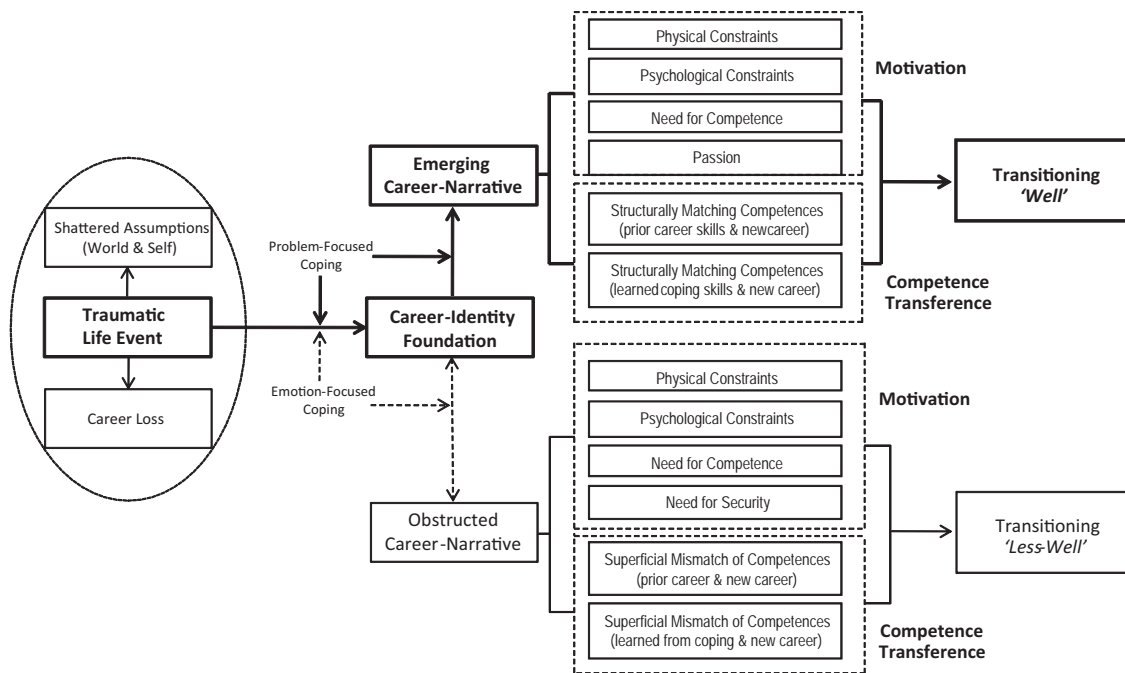 Shattered Assumptions
(World & Self)
Traumatic
Life Event
Career Loss
Problem-Focused
Coping
Emotion-Focused
Coping
Emerging
Career-Narrative
Career-Identity
Foundation
Obstructed
Career-Narrative
Physical Constraints
Psychological Constraints
Need for Competence
Passion
Motivation
Structurally Matching Competences
(prior career skills & newcareer)
Structurally Matching Competences
(learned coping skills & new career)
Competence
Transference
Transitioning
'Well'
Physical Constraints
Psychological Constraints
Need for Competence
Need for Security
Motivation
Superficial Mismatch of Competences
(prior career & new career)
Superficial Mismatch of Competences
(learned from coping & new career)
Competence
Transference
Transitioning
'Less-Well'